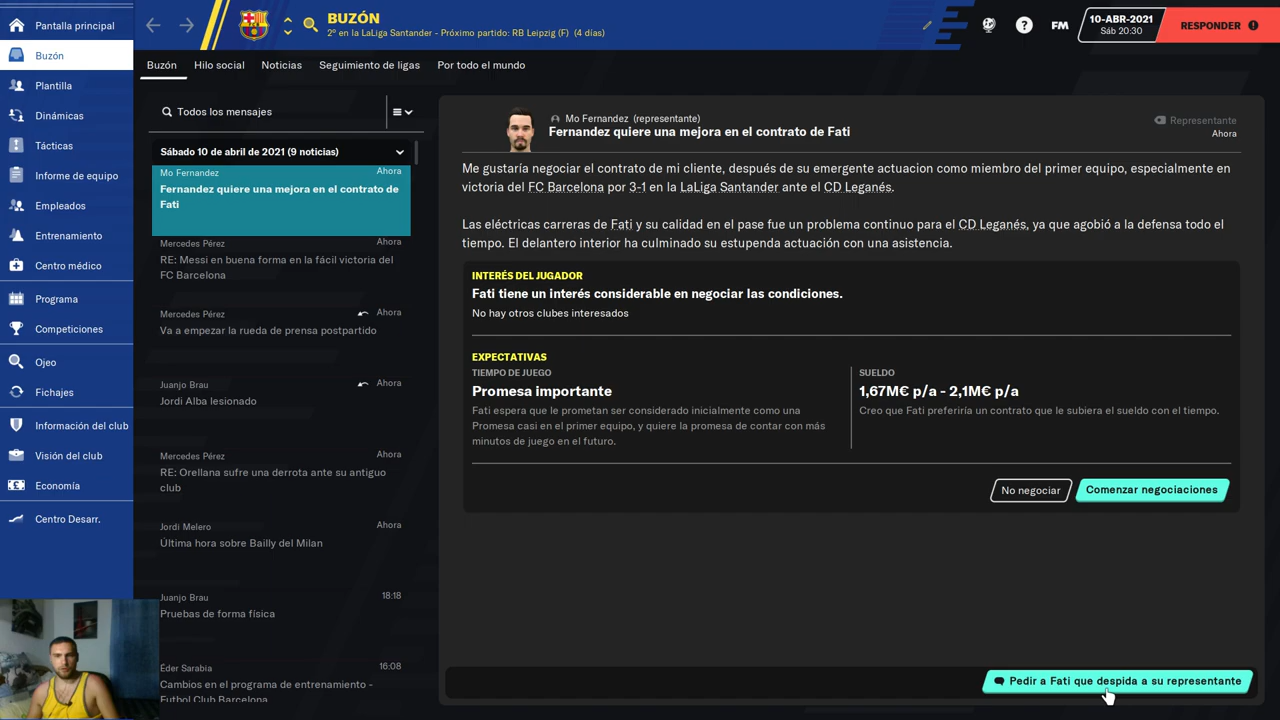 Pantalla principal
Buzón
Plantilla
Dinámicas
Tácticas
Informe de equipo
Empleados
Entrenamiento
Centro médico
Programa
Competiciones
Ojeo
Fichajes
Información del club
Visión del club
Economía
Centro Desarr.
BUZÓN
2º en la LaLiga Santander - Próximo partido: RB Leipzig (F) (4 días)
FM
10-ABR-2021
Sáb 20:30
RESPONDER
Buzón Hilo social Noticias Seguimiento de ligas Por todo el mundo
Todos los mensajes
Sábado 10 de abril de 2021 (9 noticias)
Mo Fernandez Ahora
Fernandez quiere una mejora en el contrato de
Fati
Mercedes Pérez Ahora
RE: Messi en buena forma en la fácil victoria del
FC Barcelona
Mercedes Pérez Ahora
Va a empezar la rueda de prensa postpartido
Juanjo Brau Ahora
Jordi Alba lesionado
Mercedes Pérez Ahora
RE: Orellana sufre una derrota ante su antiguo
club
Jordi Melero Ahora
Última hora sobre Bailly del Milan
Juanjo Brau 18:18
Pruebas de forma física
Éder Sarabia 16:08
Cambios en el programa de entrenamiento -
Futbol Club Barcelona
Mo Fernandez (representante)
Fernandez quiere una mejora en el contrato de Fati
Representante
Ahora
Me gustaría negociar el contrato de mi cliente, después de su emergente actuacion como miembro del primer equipo, especialmente en
victoria del FC Barcelona por 3-1 en la LaLiga Santander ante el CD Leganés.
Las eléctricas carreras de Fati y su calidad en el pase fue un problema continuo para el CD Leganés, ya que agobió a la defensa todo el
tiempo. El delantero interior ha culminado su estupenda actuación con una asistencia.
INTERÉS DEL JUGADOR
Fati tiene un interés considerable en negociar las condiciones.
No hay otros clubes interesados
EXPECTATIVAS
TIEMPO DE JUEGO
Promesa importante
Fati espera que le prometan ser considerado inicialmente como una
Promesa casi en el primer equipo, y quiere la promesa de contar con más
minutos de juego en el futuro.
SUELDO
1,67M€ p/a - 2,1M€ p/a
Creo que Fati preferiría un contrato que le subiera el sueldo con el tiempo.
No negociar
Comenzar negociaciones
Pedir a Fati que despida a su representante